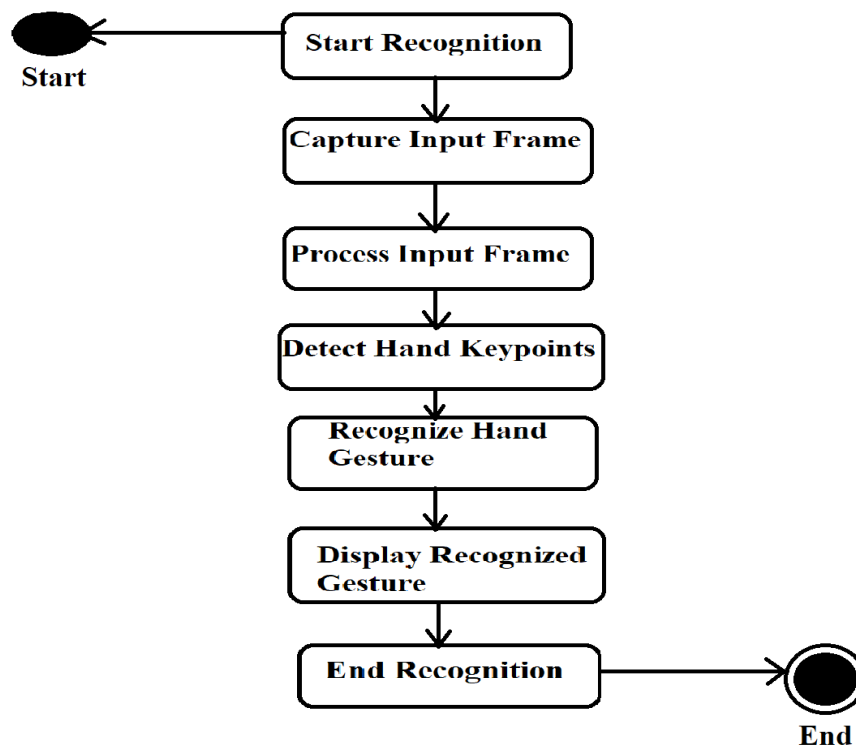 Start Recognition
Start
Capture Input Frame
Process Input Frame
Detect Hand Keypoints
Recognize Hand
Gesture
Display Recognized
Gesture
End Recognition
End